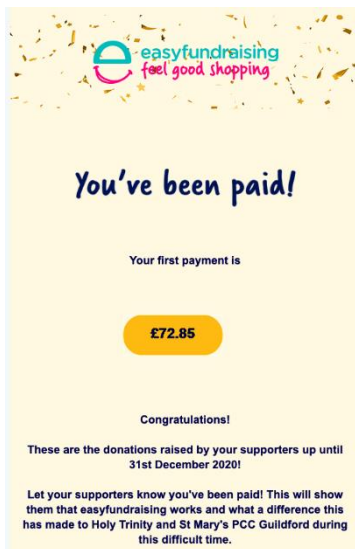 easyfundraising
feel good shopping
You've been paid!
Your first payment is
£72.85
Congratulations!
These are the donations raised by your supporters up until
31st December 2020!
Let your supporters know you've been paid! This will show
them that easyfundraising works and what a difference this
has made to Holy Trinity and St Mary's PCC Guildford during
this difficult time.